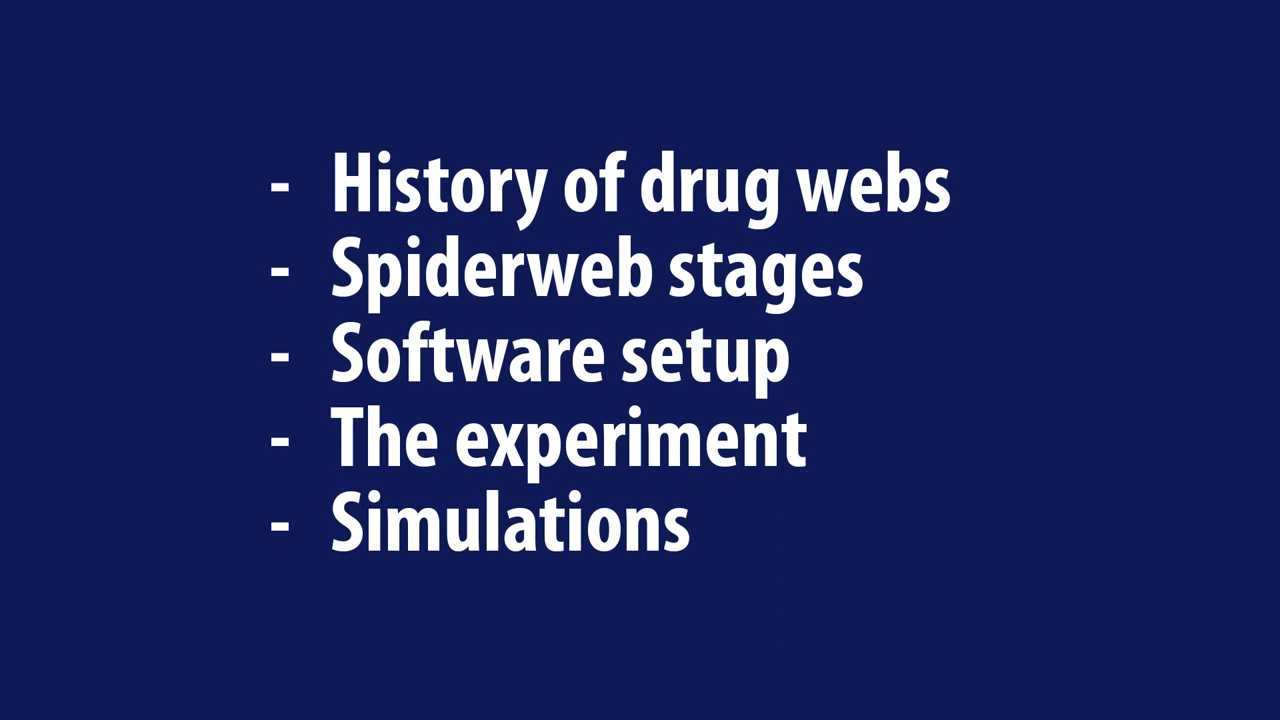 - History of drug webs
- Spiderweb stages
- Software setup
- The experiment
- Simulations